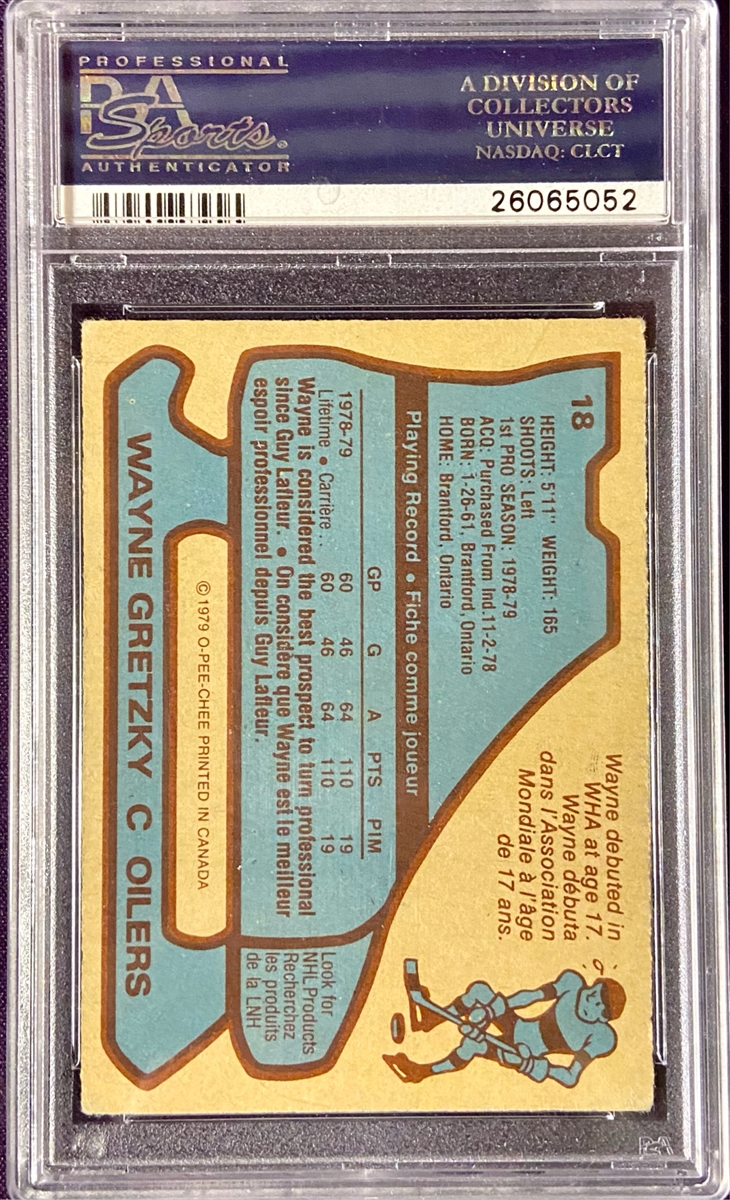 PROFESSIONAL
PSA
Sports®
AUTHENTICATOR
A DIVISION OF
COLLECTORS
UNIVERSE
NASDAQ: CLCT
26065052
18
HEIGHT: 5'11" WEIGHT: 165
SHOOTS: Left
1st PRO SEASON: 1978-79
ACQ: Purchased From Ind. 11-2-78
BORN: 1-26-61, Brantford, Ontario
HOME: Brantford, Ontario
Wayne debuted in
WHA at age 17.
Wayne débuta
dans l'Association
Mondiale à l'âge
de 17 ans.
Playing Record • Fiche comme joueur
GP G A PTS PIM
1978-79 60 46 64 110 19
Lifetime • Carrière.. 60 46 64 110 19
Wayne is considered the best prospect to turn professional
since Guy Lafleur. • On considère que Wayne est le meilleur
espoir professionnel depuis Guy Lafleur.
Look for
NHL Products
Recherchez
les produits
de la LNH
© 1979 O-PEE-CHEE PRINTED IN CANADA
WAYNE GRETZKY C OILERS
PSA